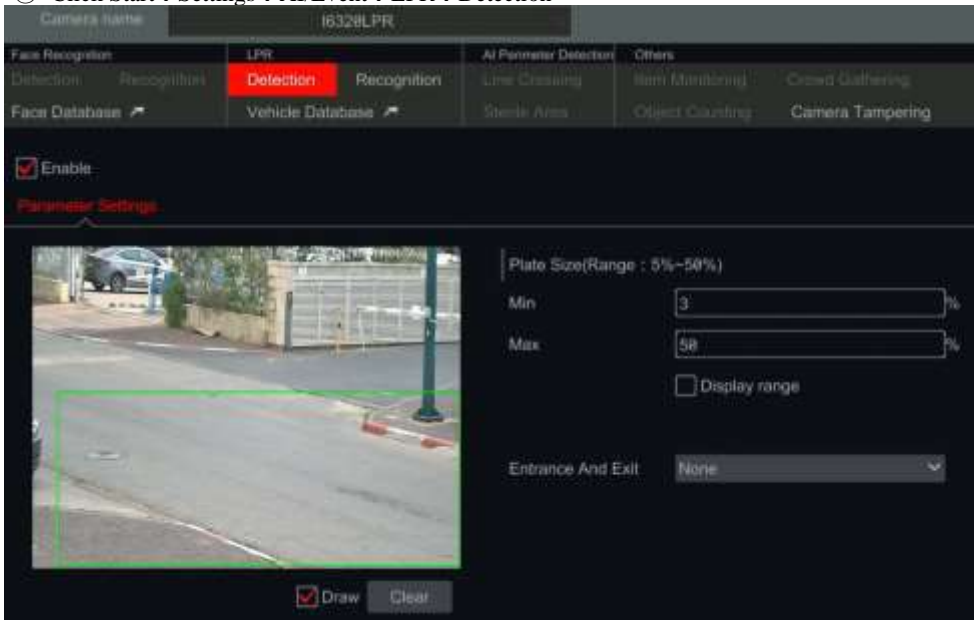 Click Start
Camera name I6328LPR
Face Recognition LPR AI Perimeter Detection Others
Detection Recognition Detection Recognition Line Crossing Item Monitoring Crowd Gathering
Face Database Vehicle Database Sterile Area Object Counting Camera Tampering
Enable
Parameter Settings
Plate Size(Range : 5%~50%)
Min 3 %
Max 50 %
Display range
Entrance And Exit None
Draw Clear